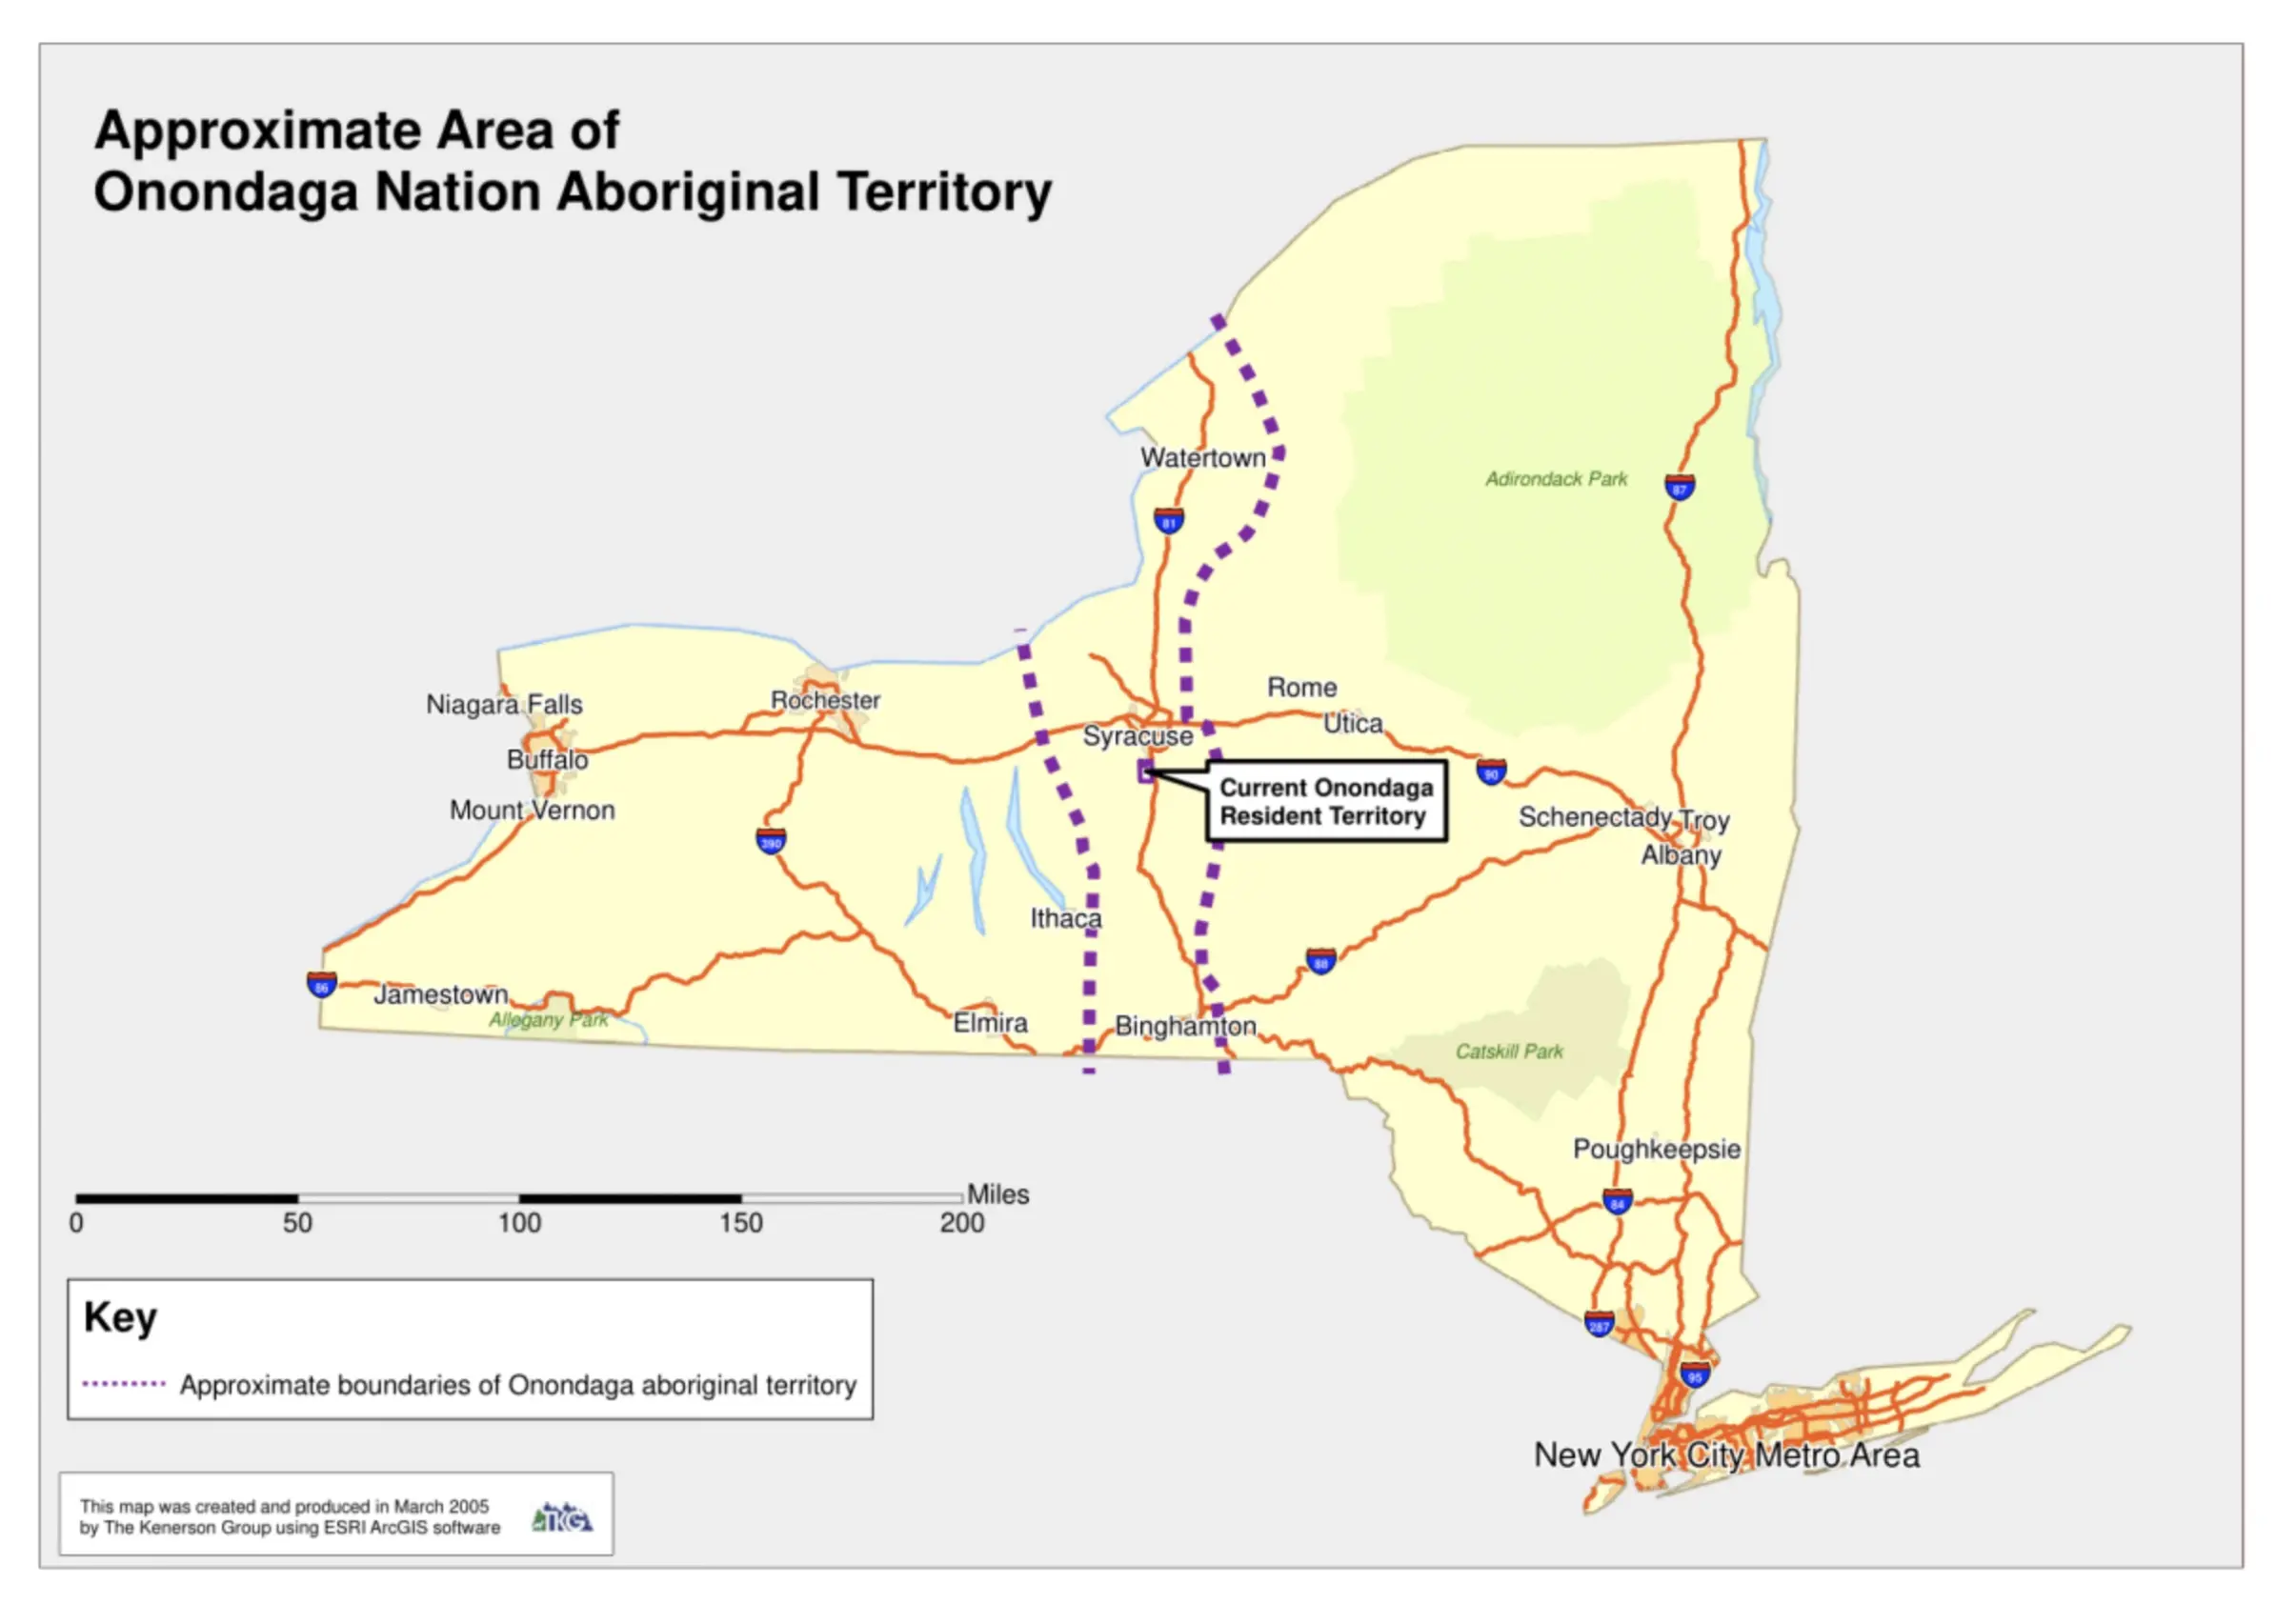 Approximate Area of
Onondaga Nation Aboriginal Territory
Watertown
Adirondack Park
87
81
Niagara Falls
Rochester
Rome
Utica
Syracuse
Buffalo
90
Current Onondaga
Resident Territory
Mount Vernon
390
Schenectady
Troy
Albany
Ithaca
88
86
Jamestown
Allegany Park
Elmira
Binghamton
Catskill Park
Poughkeepsie
84
Miles
0 50 100 150 200
Key
Approximate boundaries of Onondaga aboriginal territory
287
95
New York City Metro Area
This map was created and produced in March 2005
by The Kenerson Group using ESRI ArcGIS software
TKG